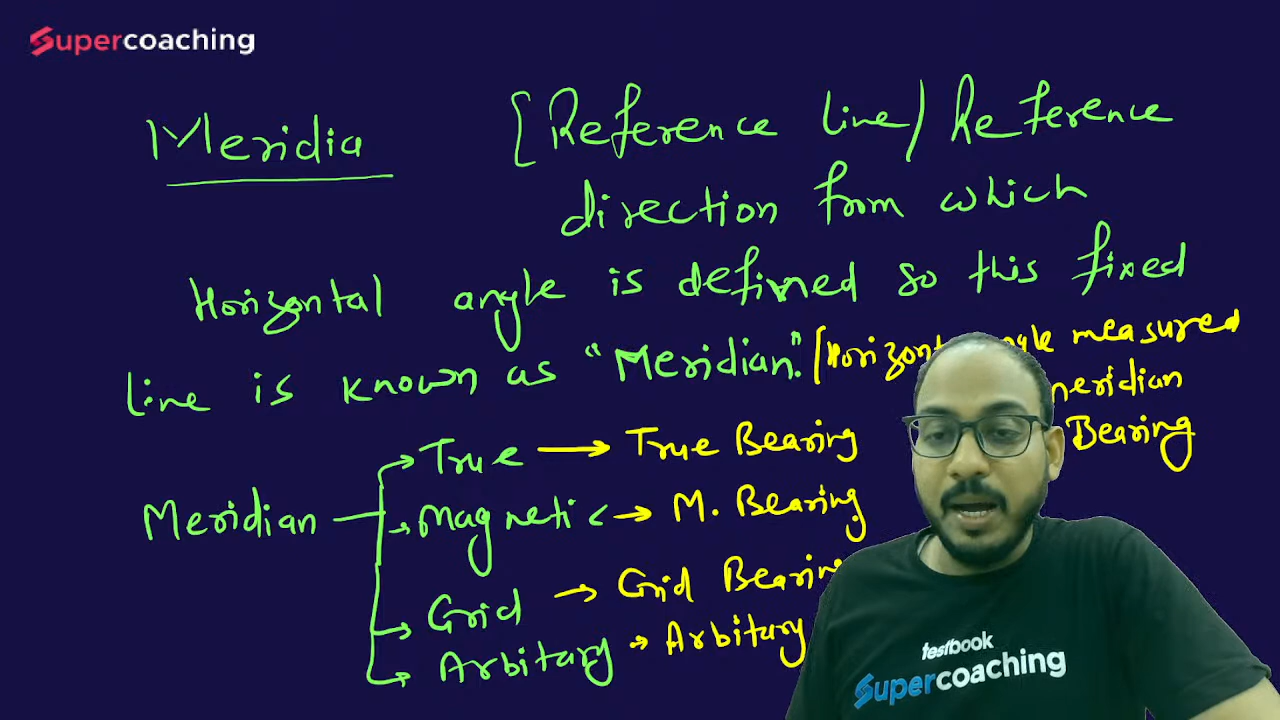 Supercoaching
Meridia [Reference line/Reference
direction from which
Horizontal angle is defined so this fixed
line is known as "Meridian." [Horizont measured
meridian
Bearing
True → True Bearing
Meridian → Magnetic → M. Bearing
Grid → Grid Bearing
Arbitary → Arbitary
testbook
Supercoaching